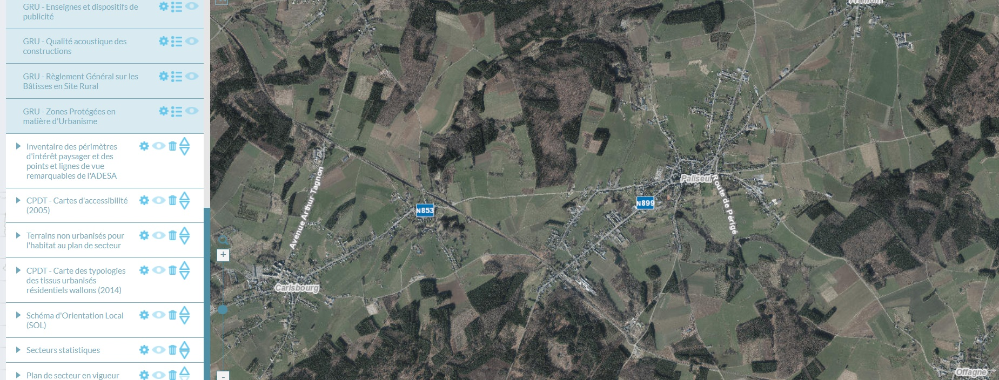 GRU - Enseignes et dispositifs de
publicité
GRU - Qualité acoustique des
constructions
GRU - Règlement Général sur les
Bâtisses en Site Rural
GRU - Zones Protégées en
matière d'Urbanisme
Inventaire des périmètres
d'intérêt paysager et des
points et lignes de vue
remarquables de l'ADESA
CPDT - Cartes d'accessibilité
(2005)
Terrains non urbanisés pour
l'habitat au plan de secteur
CPDT - Carte des typologies
des tissus urbanisés
résidentiels wallons (2014)
Schéma d'Orientation Local
(SOL)
Secteurs statistiques
Plan de secteur en vigueur
Framont
Avenue Arthur Tagnon
Paliseul
Route de Périgé
N899
N853
+
Carlsbourg
Offagne
-